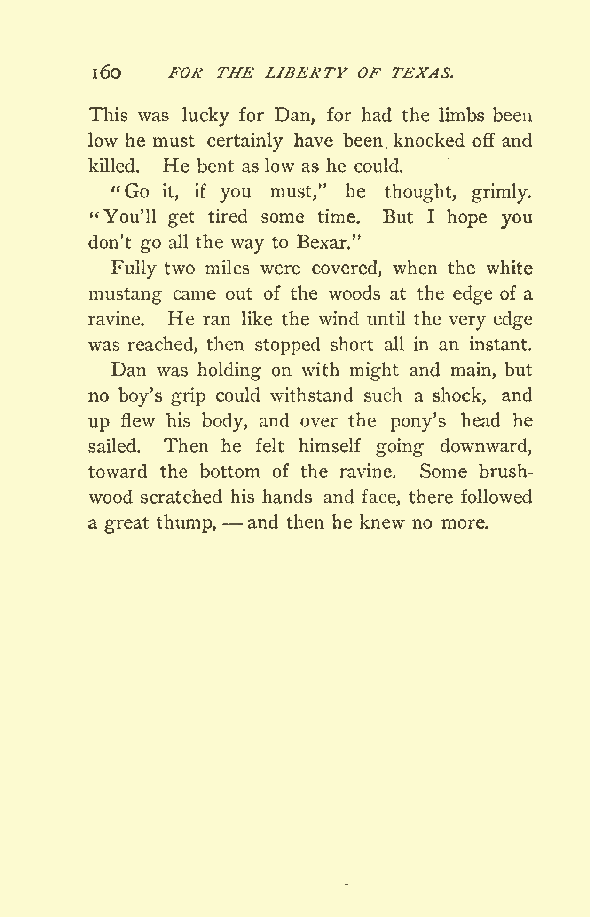 160 FOR THE LIBERTY OF TEXAS.
This was lucky for Dan, for had the limbs been
low he must certainly have been knocked off and
killed. He bent as low as he could.
"Go it, if you must," he thought, grimly.
"You'll get tired some time. But I hope you
don't go all the way to Bexar."
Fully two miles were covered, when the white
mustang came out of the woods at the edge of a
ravine. He ran like the wind until the very edge
was reached, then stopped short all in an instant.
Dan was holding on with might and main, but
no boy's grip could withstand such a shock, and
up flew his body, and over the pony's head he
sailed. Then he felt himself going downward,
toward the bottom of the ravine. Some brush-
wood scratched his hands and face, there followed
a great thump, — and then he knew no more.